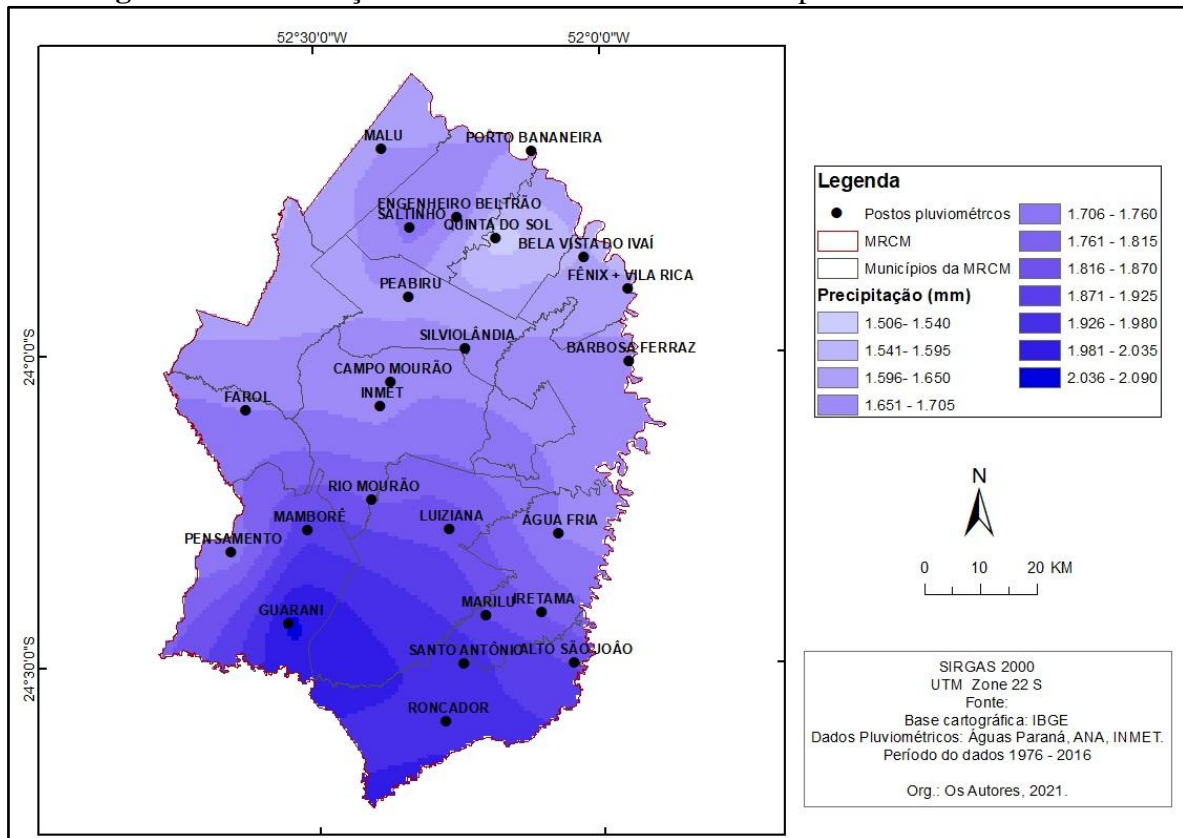 52°30'0"W
52°0'0"W
MALU
PORTO BANANEIRA
ENGENHEIRO BELTRÃO
SALTINHO
QUINTA DO SOL
BELA VISTA DO IVAÍ
FÊNIX + VILA RICA
PEABIRU
SILVIOLÂNDIA
BARBOSA FERRAZ
24°0'0"S
CAMPO MOURÃO
FAROL
INMET
RIO MOURÃO
MAMBORÊ
LUIZIANA
ÁGUA FRIA
PENSAMENTO
GUARANI
MARILU
IRETAMA
SANTO ANTÔNIO
ALTO SÃO JOÂO
24°30'0"S
RONCADOR
Legenda
Postos pluviométrcos
MRCM
Municípios da MRCM
Precipitação (mm)
1.506- 1.540
1.541- 1.595
1.596- 1.650
1.651 - 1.705
1.706 - 1.760
1.761 - 1.815
1.816 - 1.870
1.871 - 1.925
1.926 - 1.980
1.981 - 2.035
2.036 - 2.090
N
0 10 20 KM
SIRGAS 2000
UTM Zone 22 S
Fonte:
Base cartográfica: IBGE
Dados Pluviométricos: Águas Paraná, ANA, INMET.
Período do dados 1976 - 2016
Org.: Os Autores, 2021.